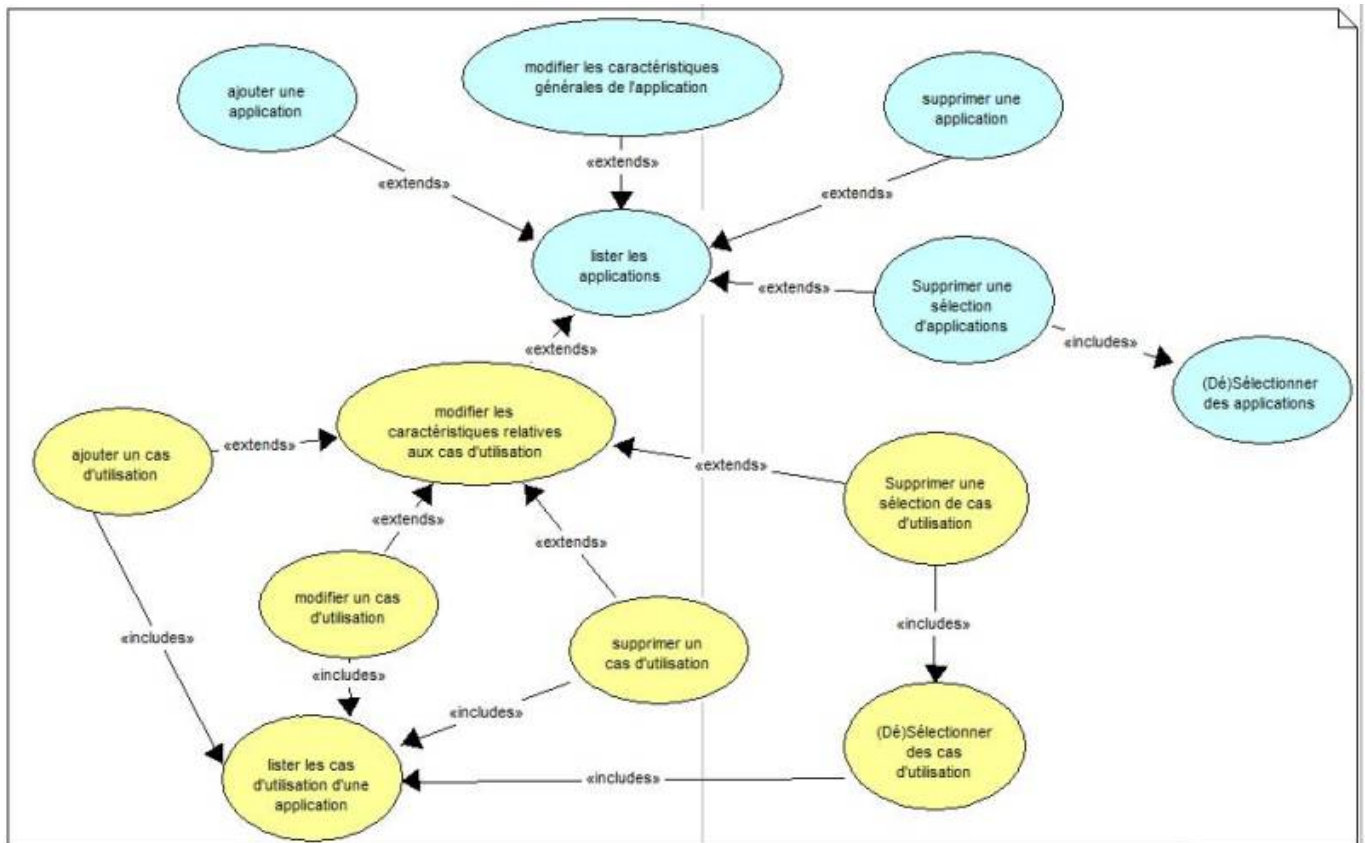 modifier les caractéristiques
générales de l'application
ajouter une
application
supprimer une
application
«extends»
«extends»
«extends»
lister les
applications
Supprimer une
sélection
d'applications
«extends»
«includes»
«extends»
(Dé)Sélectionner
des applications
modifier les
caractéristiques relatives
aux cas d'utilisation
ajouter un cas
d'utilisation
«extends»
«extends»
Supprimer une
sélection de cas
d'utilisation
«extends»
«extends»
modifier un cas
d'utilisation
«includes»
«includes»
supprimer un
cas d'utilisation
«includes»
«includes»
«includes»
(Dé)Sélectionner
des cas
d'utilisation
lister les cas
d'utilisation d'une
application
«includes»